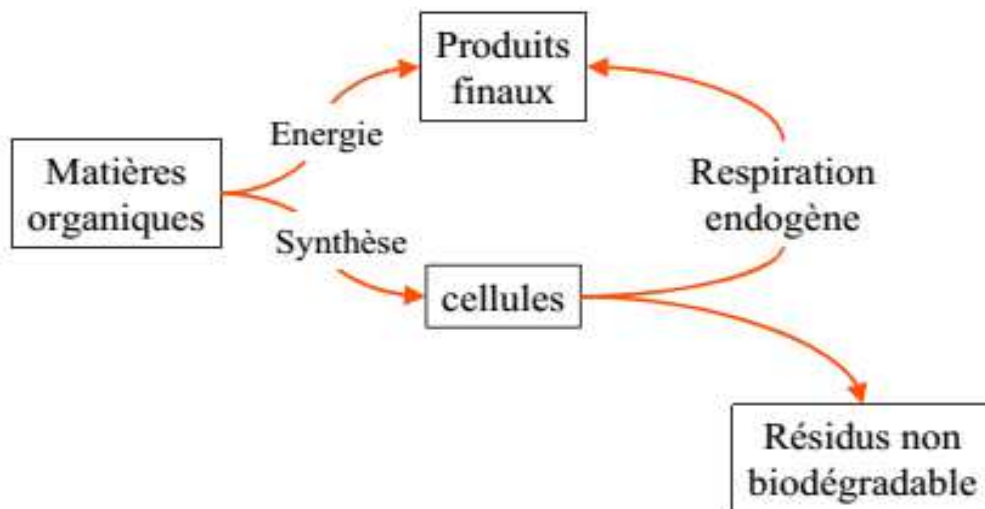 Produits
finaux
Energie
Matières
organiques
Synthèse
cellules
Respiration
endogène
Résidus non
biodégradable